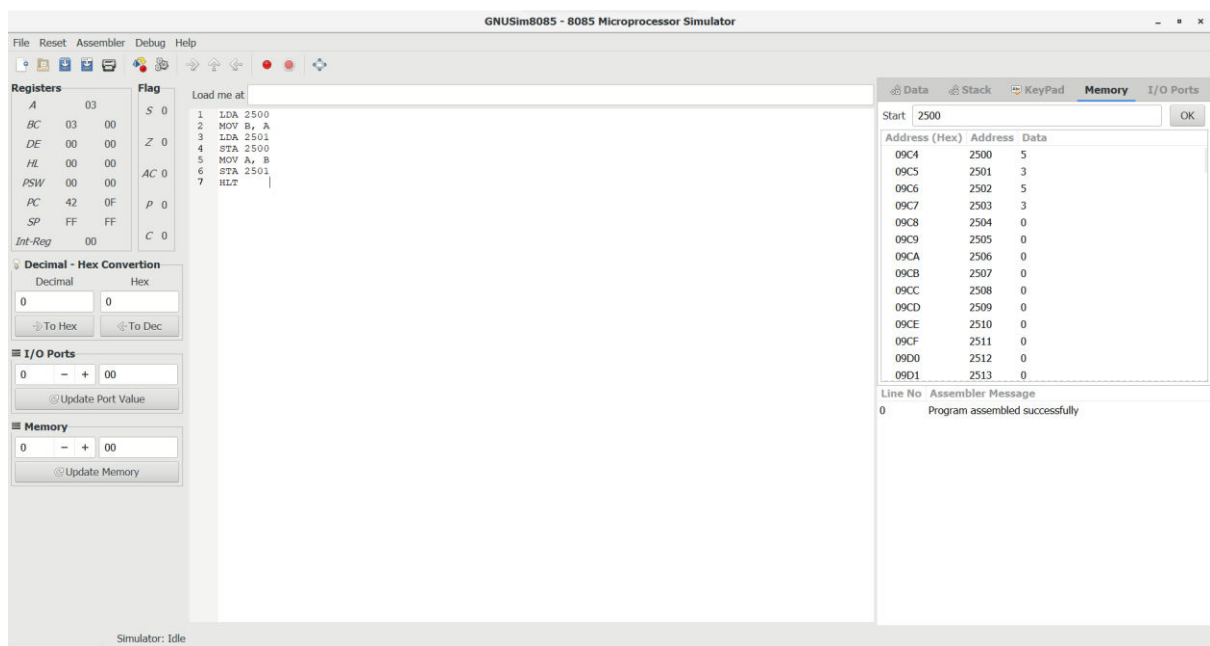 GNUSim8085 - 8085 Microprocessor Simulator
File Reset Assembler Debug Help
Registers
A 03
BC 03 00
DE 00 00
HL 00 00
PSW 00 00
PC 42 0F
SP FF FF
Int-Reg 00
Flag
S 0
Z 0
AC 0
P 0
C 0
Decimal - Hex Convertion
Decimal Hex
0 0
To Hex To Dec
I/O Ports
0 − + 00
Update Port Value
Memory
0 − + 00
Update Memory
Load me at
1 LDA 2500
2 MOV B, A
3 LDA 2501
4 STA 2500
5 MOV A, B
6 STA 2501
7 HLT
Data Stack KeyPad Memory I/O Ports
Start 2500 OK
Address (Hex) Address Data
09C4 2500 5
09C5 2501 3
09C6 2502 5
09C7 2503 3
09C8 2504 0
09C9 2505 0
09CA 2506 0
09CB 2507 0
09CC 2508 0
09CD 2509 0
09CE 2510 0
09CF 2511 0
09D0 2512 0
09D1 2513 0
Line No Assembler Message
0 Program assembled successfully
Simulator: Idle